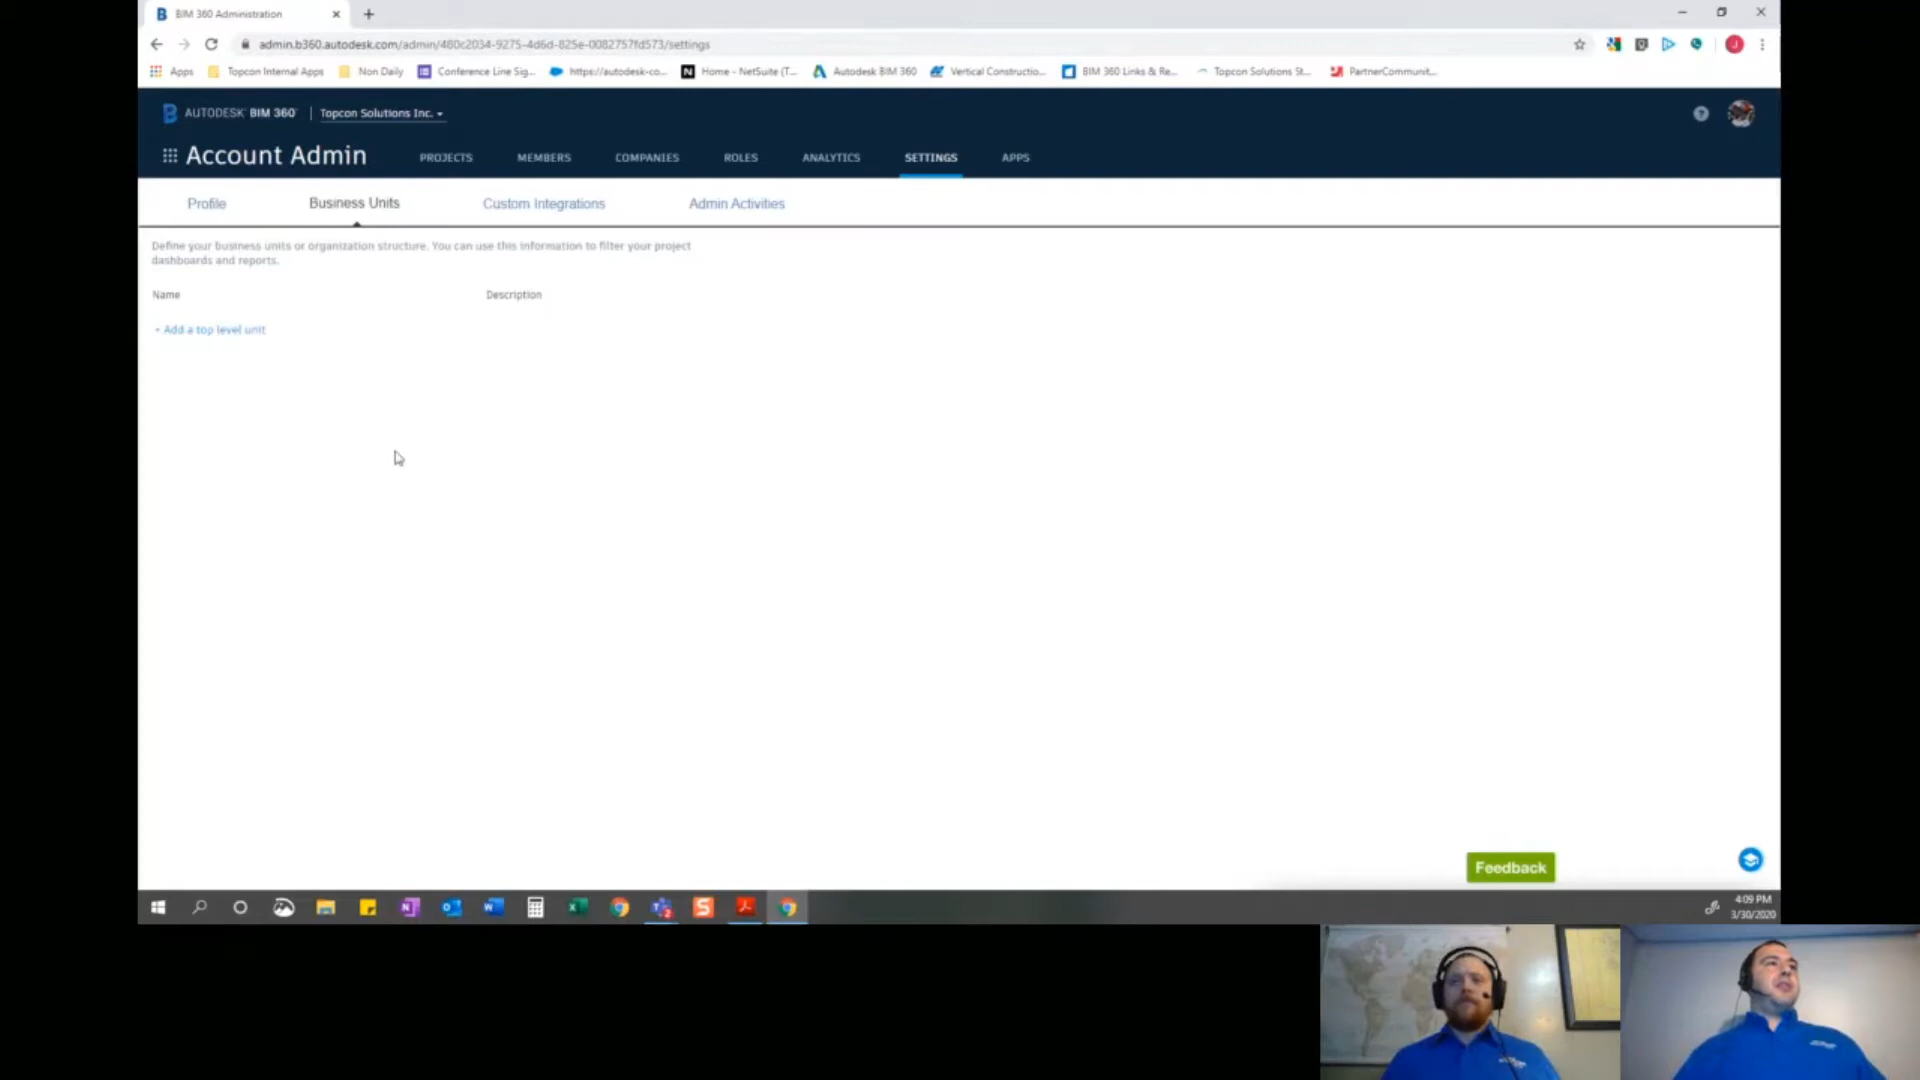 BIM 360 Administration
admin.b360.autodesk.com/admin/480c2034-9275-4d6d-825e-0082757fd573/settings
Apps Topcon Internal Apps Non Daily Conference Line Sig... https://autodesk-co... Home - NetSuite (T... Autodesk BIM 360 Vertical Constructio... BIM 360 Links & Re... Topcon Solutions St... PartnerCommunit...
AUTODESK BIM 360 Topcon Solutions Inc.
Account Admin PROJECTS MEMBERS COMPANIES ROLES ANALYTICS SETTINGS APPS
Profile Business Units Custom Integrations Admin Activities
Define your business units or organization structure. You can use this information to filter your project
dashboards and reports.
Name Description
+ Add a top level unit
Feedback
4:09 PM
3/30/2020